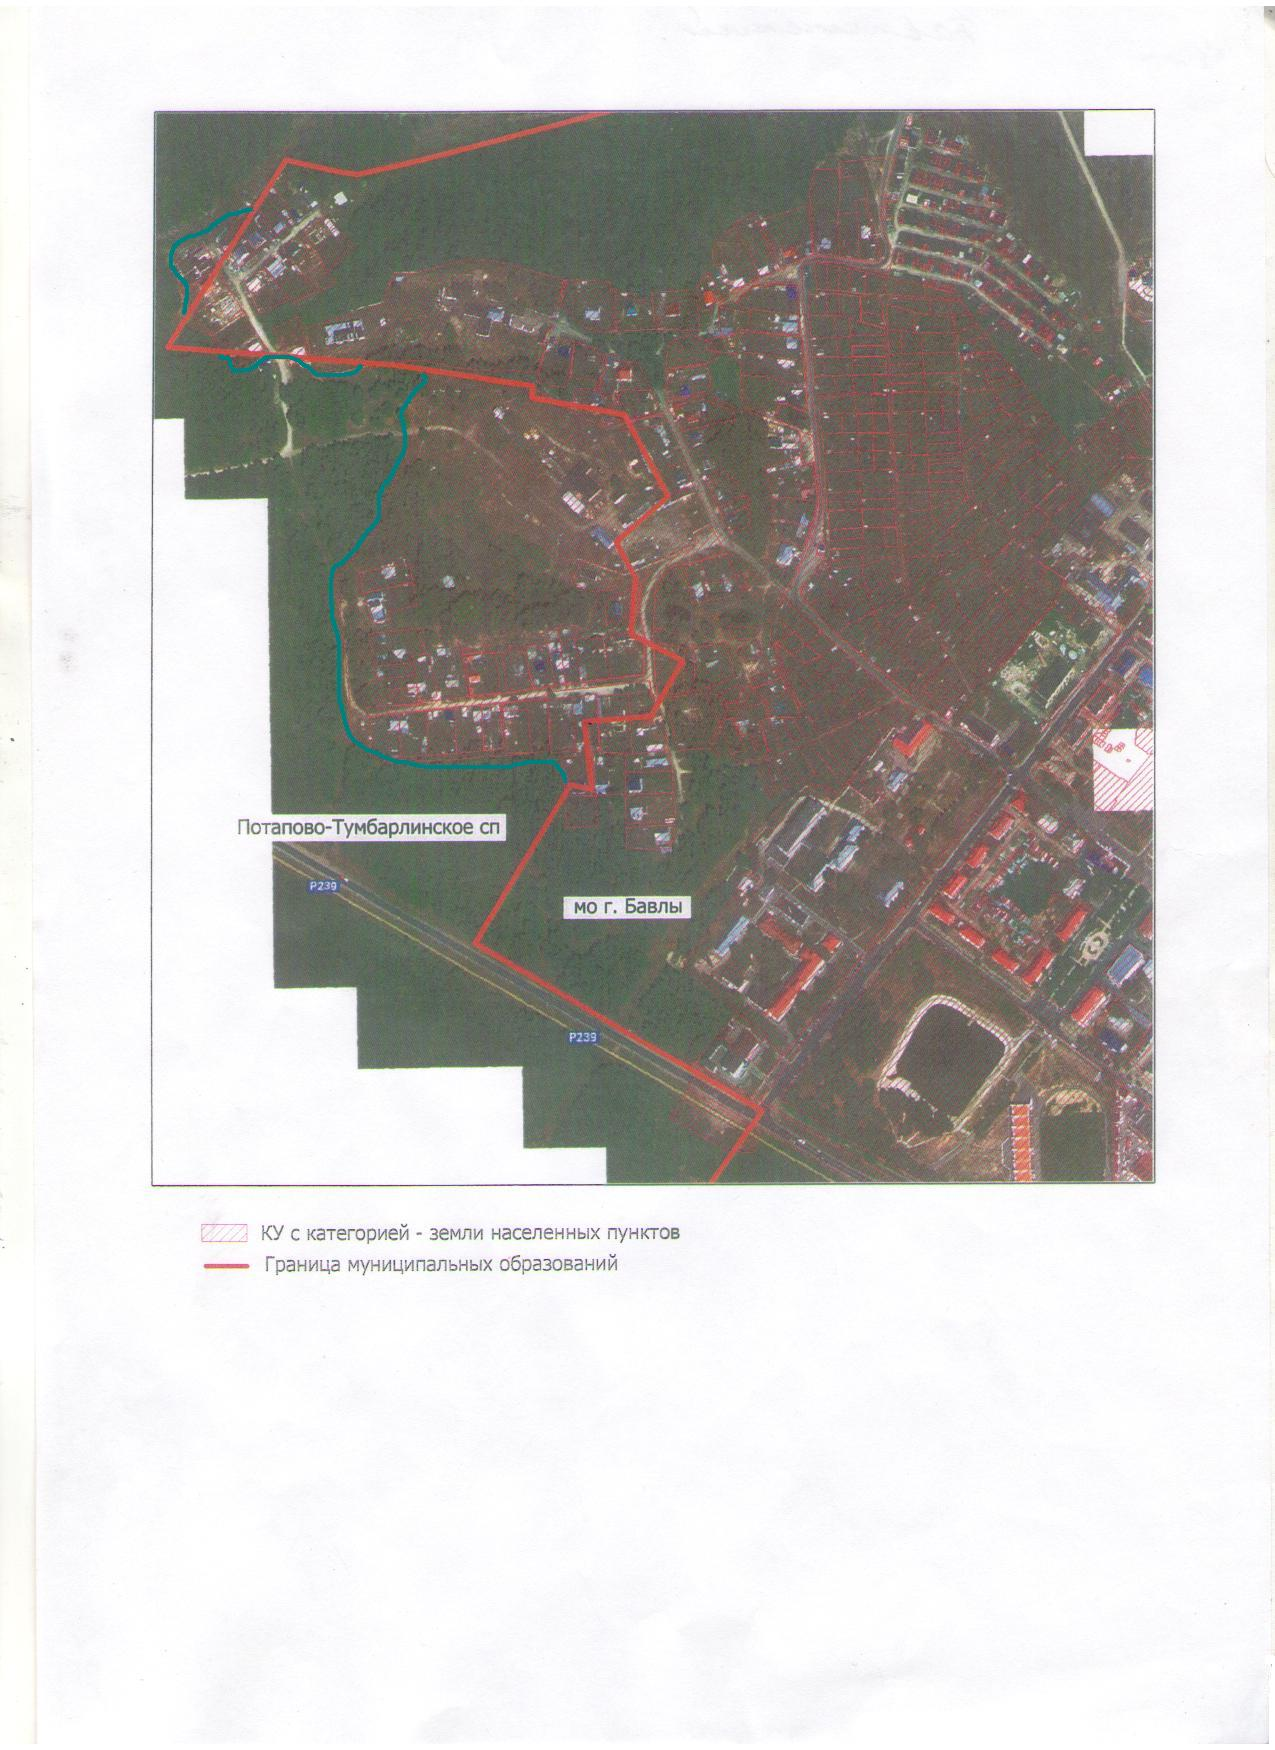 Потапово-Тумбарлинское сп
Р239
мо г. Бавлы
Р239
КУ с категорией - земли населенных пунктов
Граница муниципальных образований